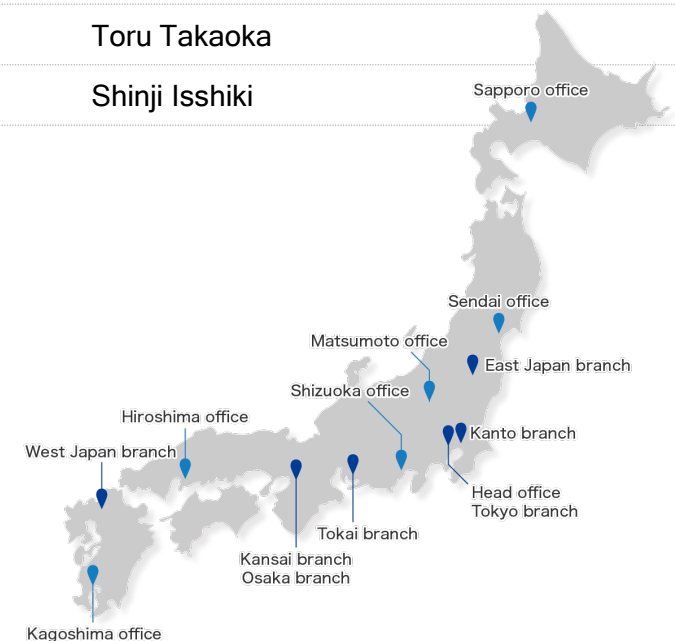 Toru Takaoka
Shinji Isshiki
Sapporo office
Sendai office
Matsumoto office
East Japan branch
Shizuoka office
Hiroshima office
Kanto branch
West Japan branch
Head office
Tokyo branch
Tokai branch
Kansai branch
Osaka branch
Kagoshima office